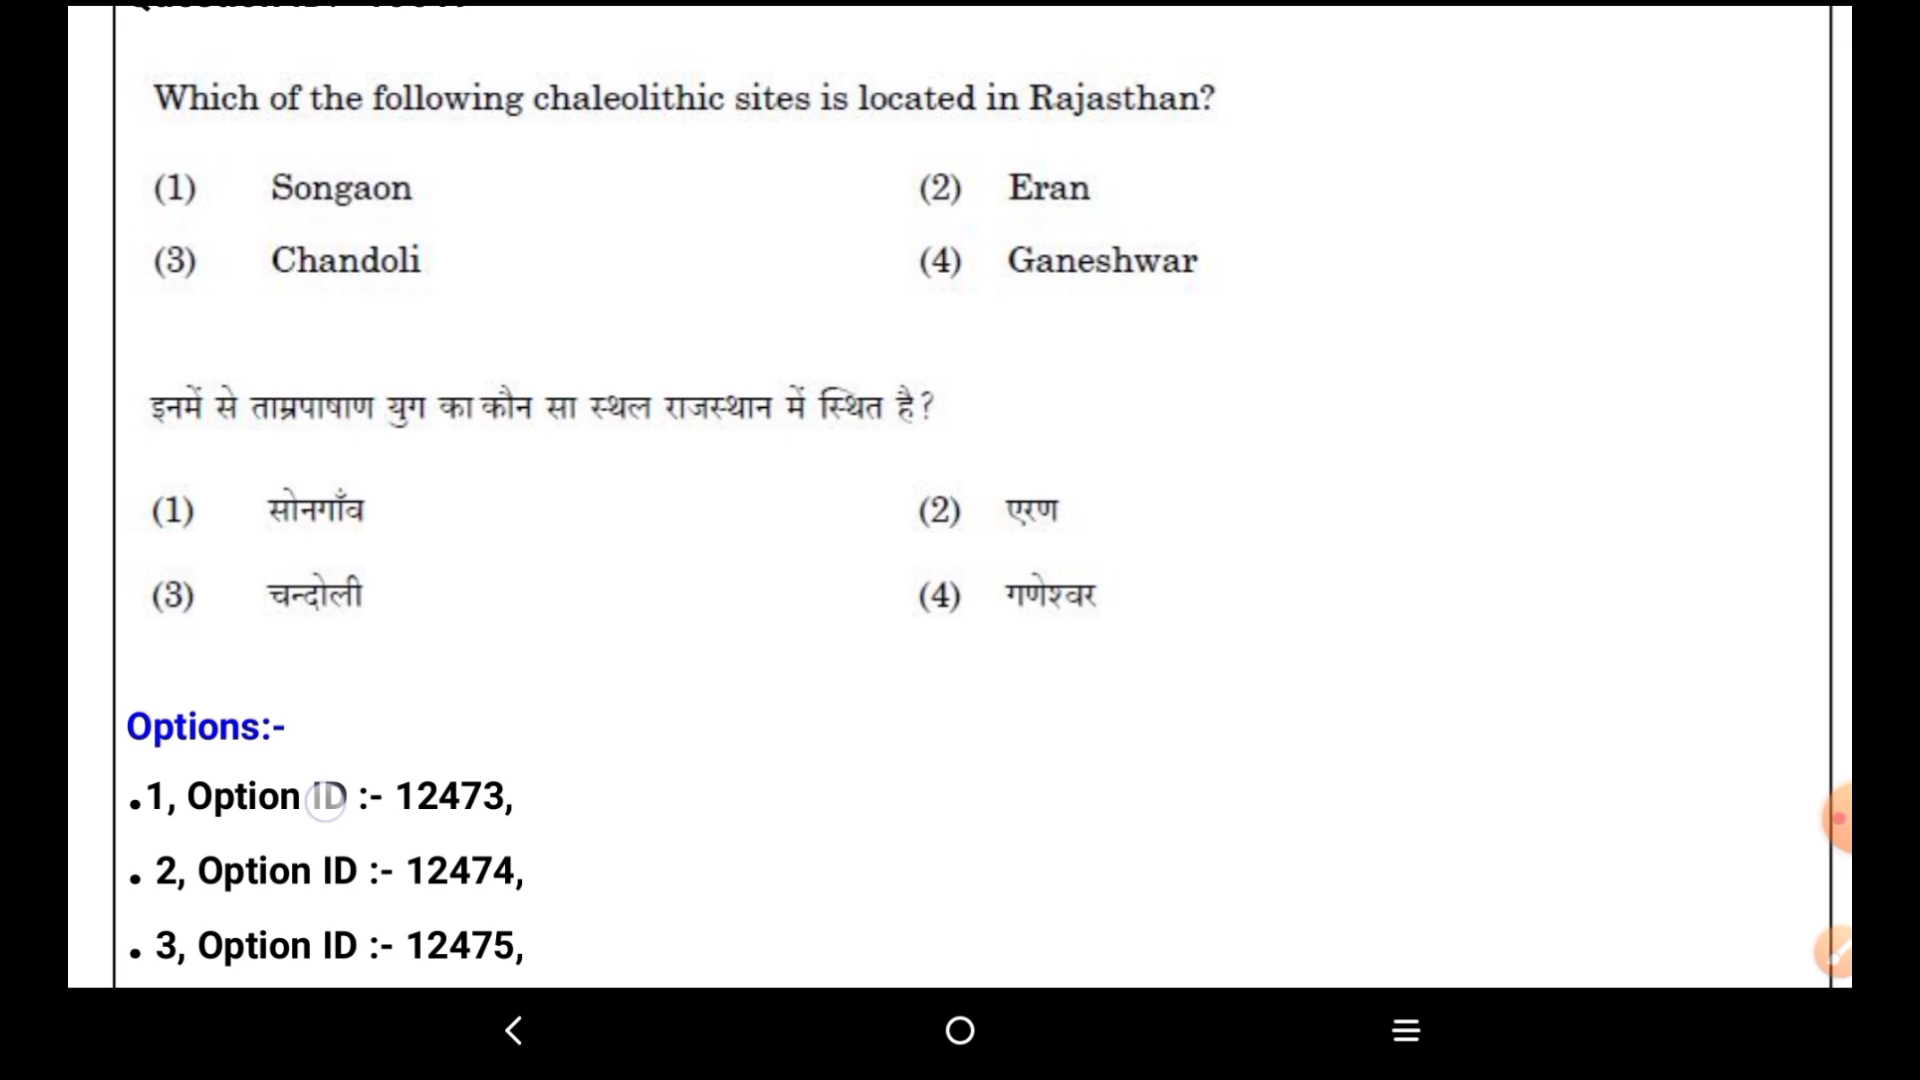 Which of the following chaleolithic sites is located in Rajasthan?
(1) Songaon (2) Eran
(3) Chandoli (4) Ganeshwar
इनमें से ताम्रपाषाण युग का कौन सा स्थल राजस्थान में स्थित है?
(1) सोनगाँव (2) एरण
(3) चन्दोली (4) गणेश्वर
Options:-
.1, Option ID :- 12473,
. 2, Option ID :- 12474,
. 3, Option ID :- 12475,